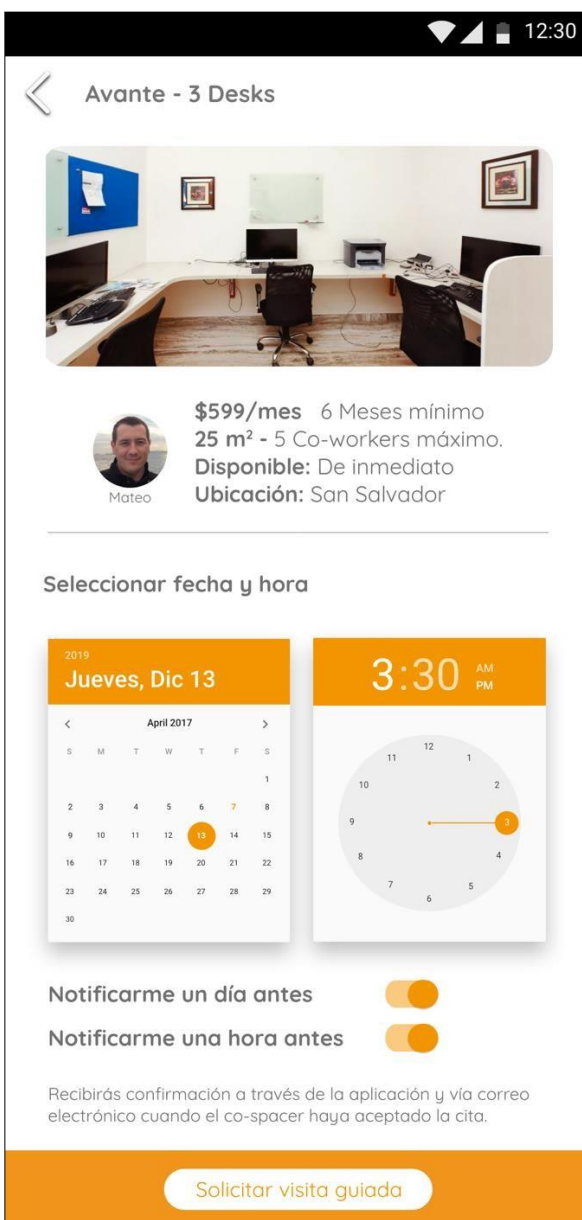 12:30
Avante - 3 Desks
$599/mes 6 Meses mínimo
25 m² - 5 Co-workers máximo.
Disponible: De inmediato
Ubicación: San Salvador
Mateo
Seleccionar fecha y hora
2019
Jueves, Dic 13
< April 2017 >
S M T W T F S
1
2 3 4 5 6 7 8
9 10 11 12 13 14 15
16 17 18 19 20 21 22
23 24 25 26 27 28 29
30
3:30 AM
PM
12
11 1
10 2
9 3
8 4
7 5
6
Notificarme un día antes
Notificarme una hora antes
Recibirás confirmación a través de la aplicación y vía correo
electrónico cuando el co-spacer haya aceptado la cita.
Solicitar visita guiada